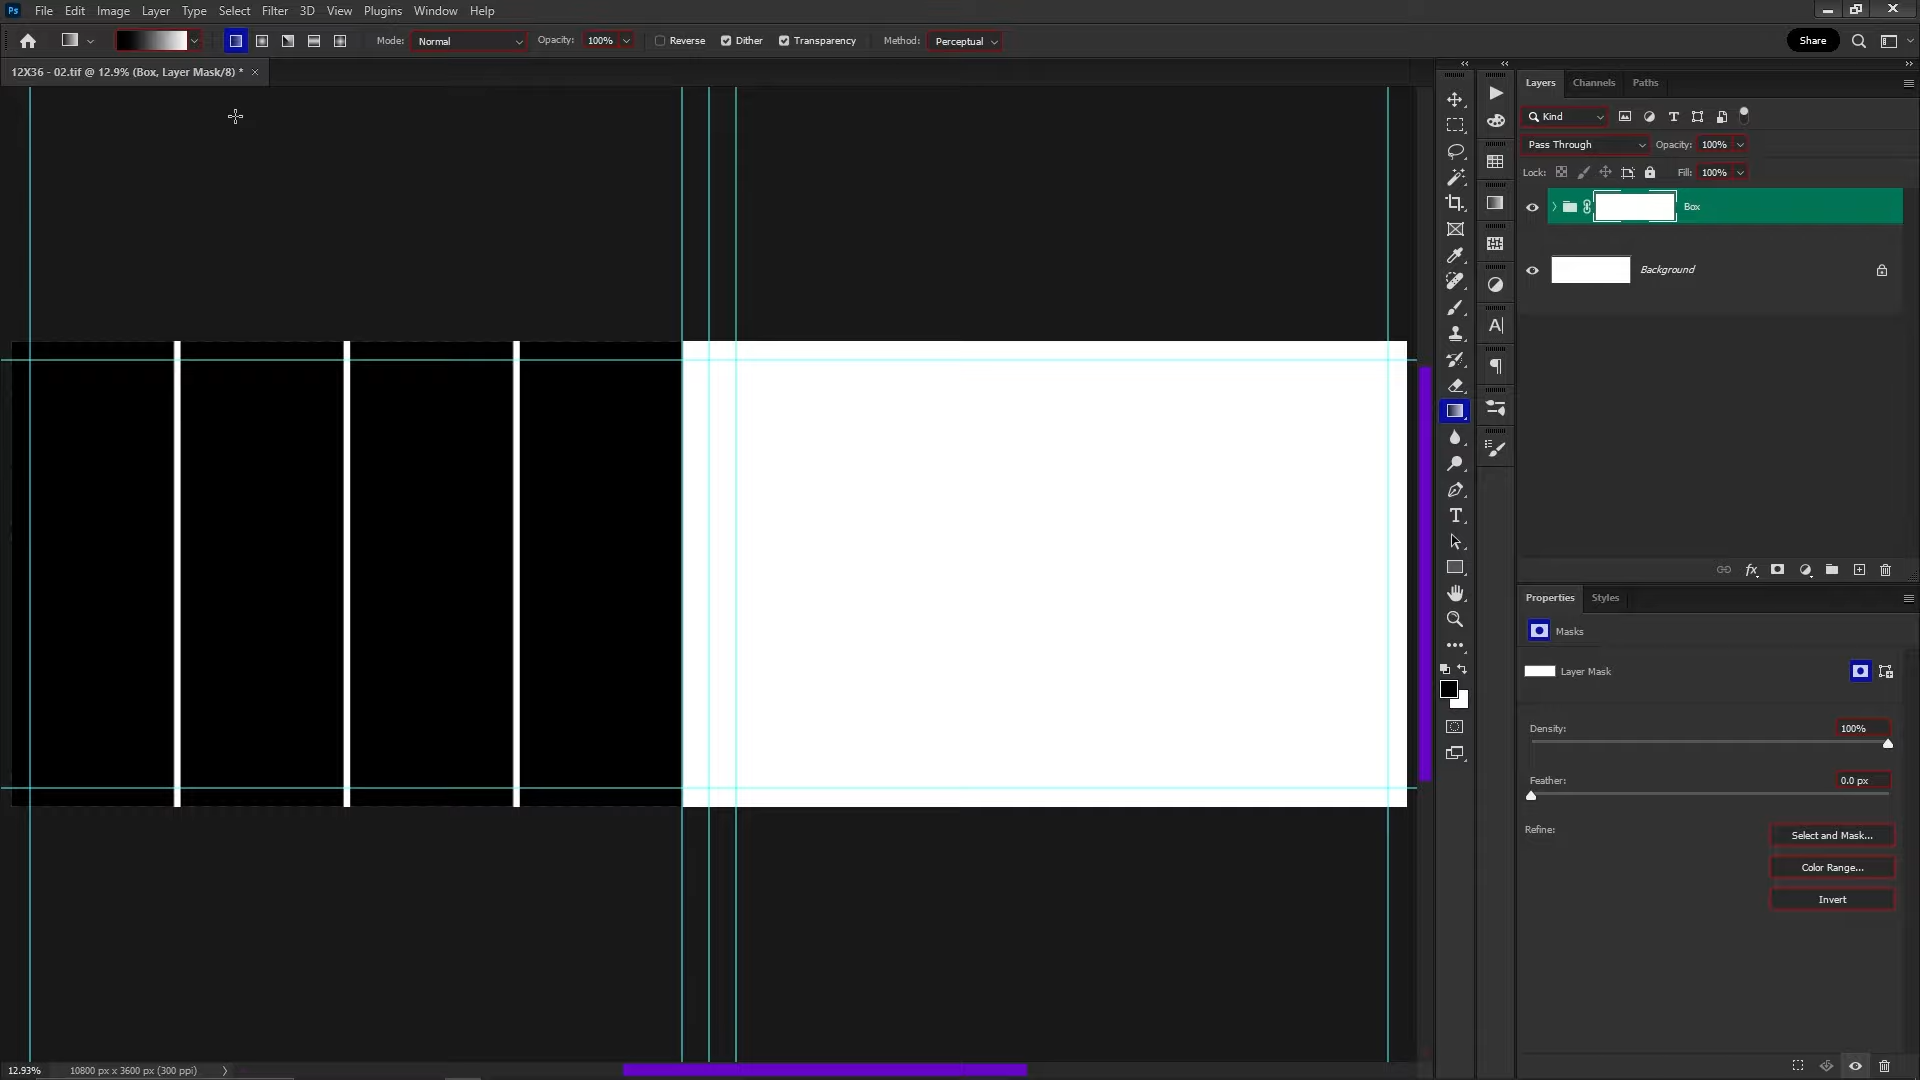 Ps File Edit Image Layer Type Select Filter 3D View Plugins Window Help
Mode: Normal Opacity: 100% Reverse Dither Transparency Method: Perceptual Share
12X36 - 02.tif @ 12.9% (Box, Layer Mask/8) * ×
Layers Channels Paths
Kind
Pass Through Opacity: 100%
Lock: Fill: 100%
Box
Background
Properties Styles
Masks
Layer Mask
Density: 100%
Feather: 0.0 px
Refine: Select and Mask...
Color Range...
Invert
12.93% 10800 px x 3600 px (300 ppi)